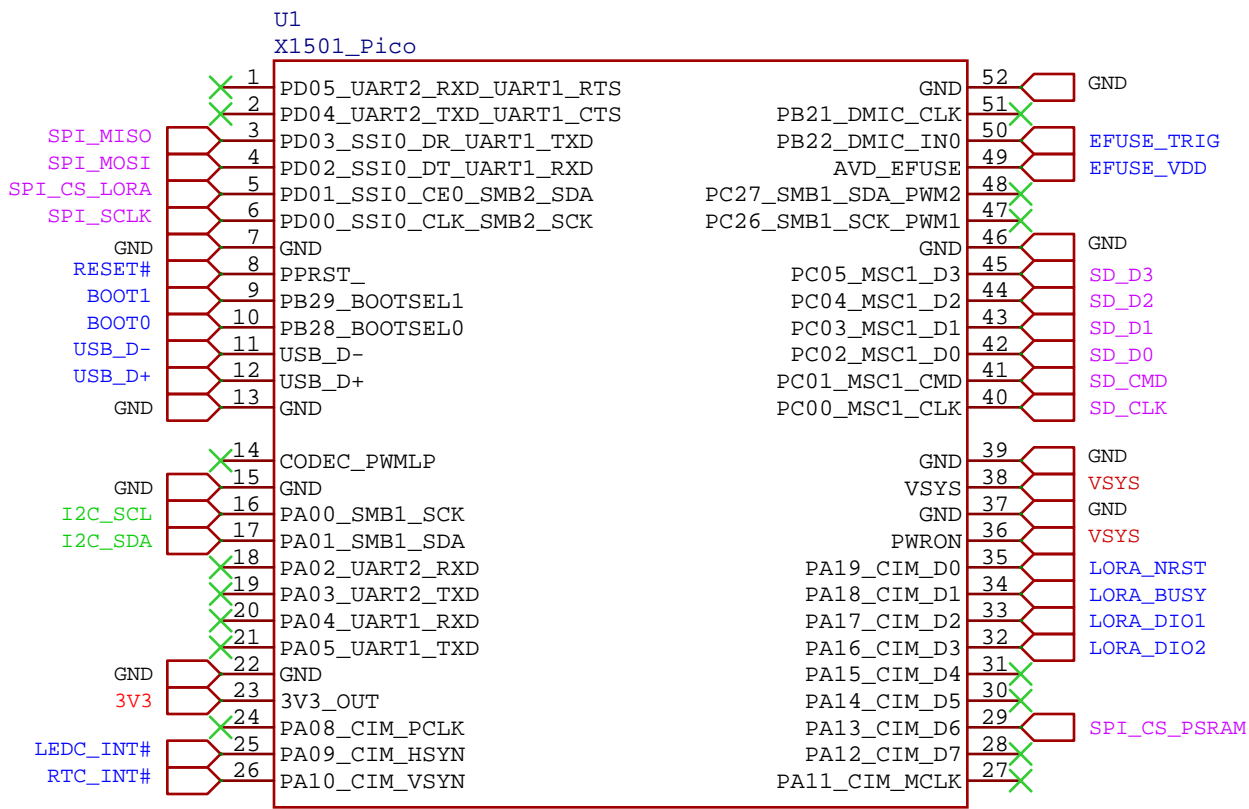 U1
X1501_Pico
1 PD05_UART2_RXD_UART1_RTS
2 PD04_UART2_TXD_UART1_CTS
SPI_MISO 3 PD03_SSI0_DR_UART1_TXD
SPI_MOSI 4 PD02_SSI0_DT_UART1_RXD
SPI_CS_LORA 5 PD01_SSI0_CE0_SMB2_SDA
SPI_SCLK 6 PD00_SSI0_CLK_SMB2_SCK
GND 7 GND
RESET# 8 PPRST_
BOOT1 9 PB29_BOOTSEL1
BOOT0 10 PB28_BOOTSEL0
USB_D- 11 USB_D-
USB_D+ 12 USB_D+
GND 13 GND
14 CODEC_PWMLP
GND 15 GND
I2C_SCL 16 PA00_SMB1_SCK
I2C_SDA 17 PA01_SMB1_SDA
18 PA02_UART2_RXD
19 PA03_UART2_TXD
20 PA04_UART1_RXD
21 PA05_UART1_TXD
GND 22 GND
3V3 23 3V3_OUT
24 PA08_CIM_PCLK
LEDC_INT# 25 PA09_CIM_HSYN
RTC_INT# 26 PA10_CIM_VSYN
GND 52 GND
PB21_DMIC_CLK 51
PB22_DMIC_IN0 50 EFUSE_TRIG
AVD_EFUSE 49 EFUSE_VDD
PC27_SMB1_SDA_PWM2 48
PC26_SMB1_SCK_PWM1 47
GND 46 GND
PC05_MSC1_D3 45 SD_D3
PC04_MSC1_D2 44 SD_D2
PC03_MSC1_D1 43 SD_D1
PC02_MSC1_D0 42 SD_D0
PC01_MSC1_CMD 41 SD_CMD
PC00_MSC1_CLK 40 SD_CLK
GND 39 GND
VSYS 38 VSYS
GND 37 GND
PWRON 36 VSYS
PA19_CIM_D0 35 LORA_NRST
PA18_CIM_D1 34 LORA_BUSY
PA17_CIM_D2 33 LORA_DIO1
PA16_CIM_D3 32 LORA_DIO2
PA15_CIM_D4 31
PA14_CIM_D5 30
PA13_CIM_D6 29 SPI_CS_PSRAM
PA12_CIM_D7 28
PA11_CIM_MCLK 27